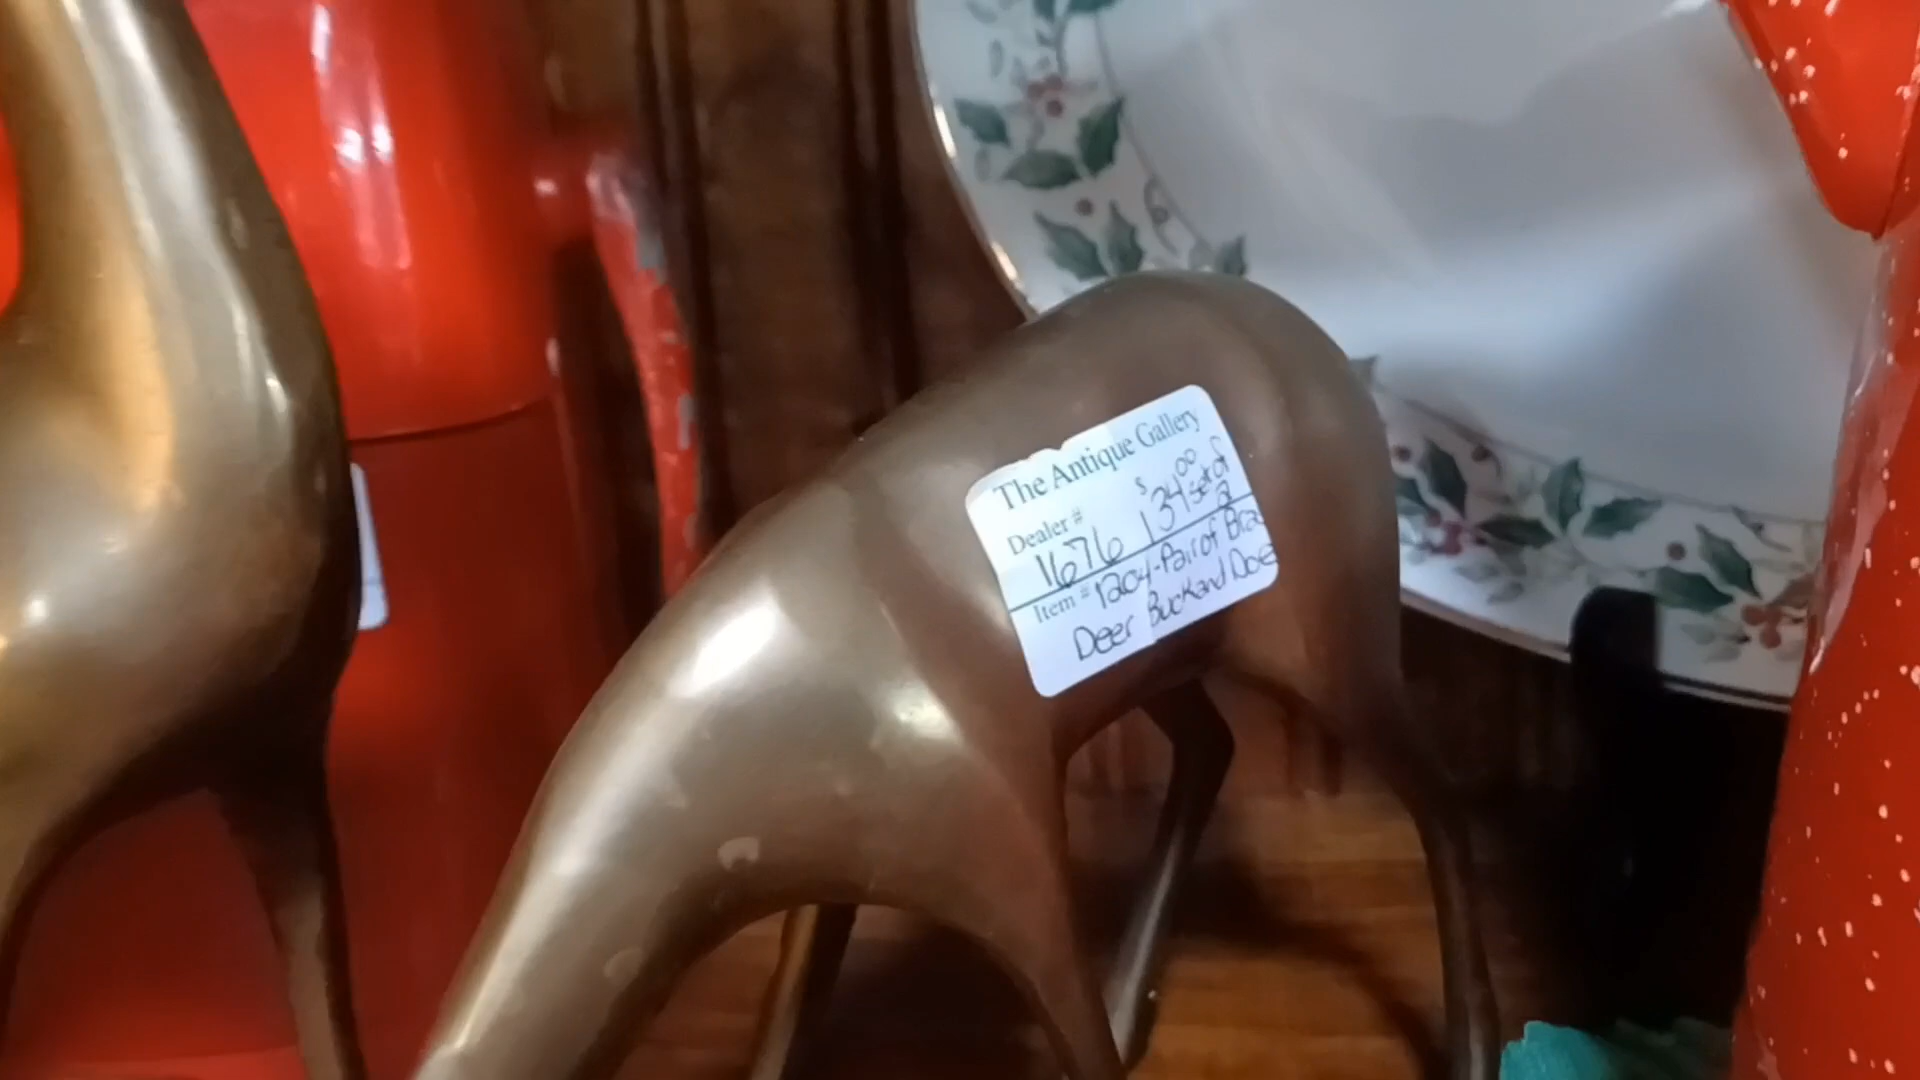 The Antique Gallery
Dealer # $134.00 set of 2
1676
Item # 1204-Pair of Bra
Deer Buck and Doe